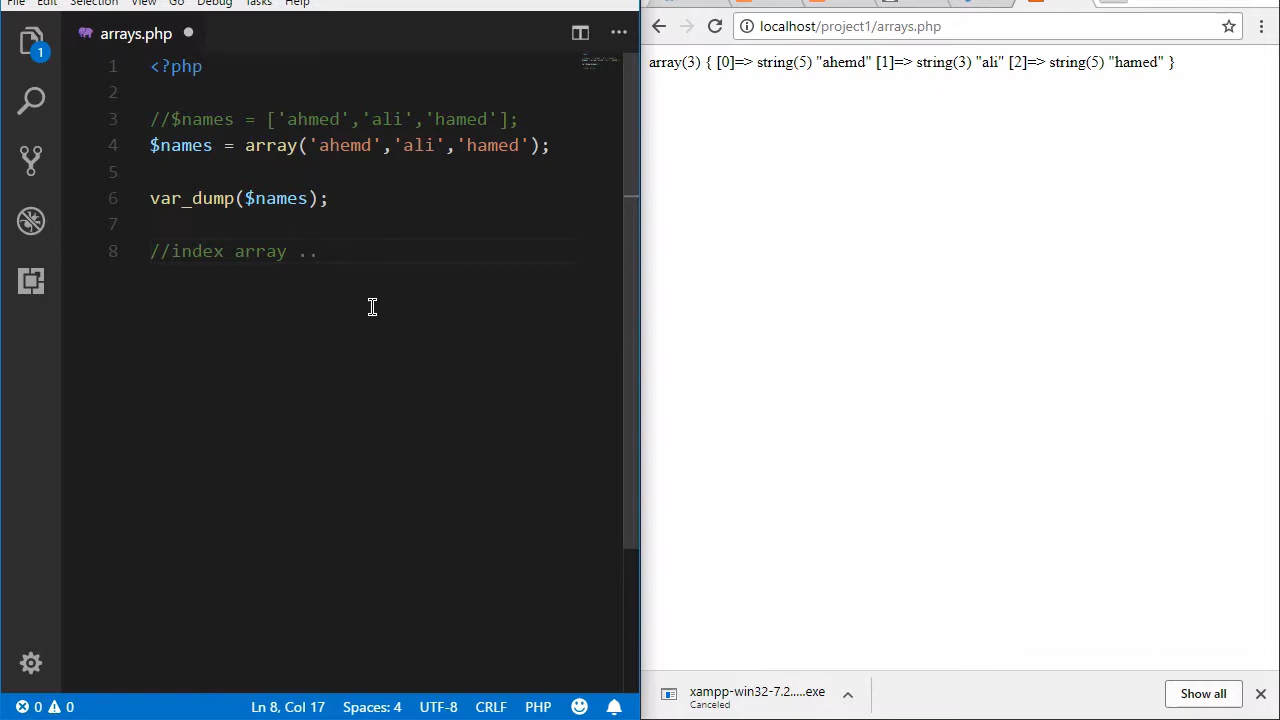 File Edit Selection View Go Debug Tasks Help
arrays.php
1
1 <?php
2
3 //$names = ['ahmed','ali','hamed'];
4 $names = array('ahemd','ali','hamed');
5
6 var_dump($names);
7
8 //index array ..
0 0 Ln 8, Col 17 Spaces: 4 UTF-8 CRLF PHP
localhost/project1/arrays.php
array(3) { [0]=> string(5) "ahemd" [1]=> string(3) "ali" [2]=> string(5) "hamed" }
xampp-win32-7.2....exe
Canceled
Show all